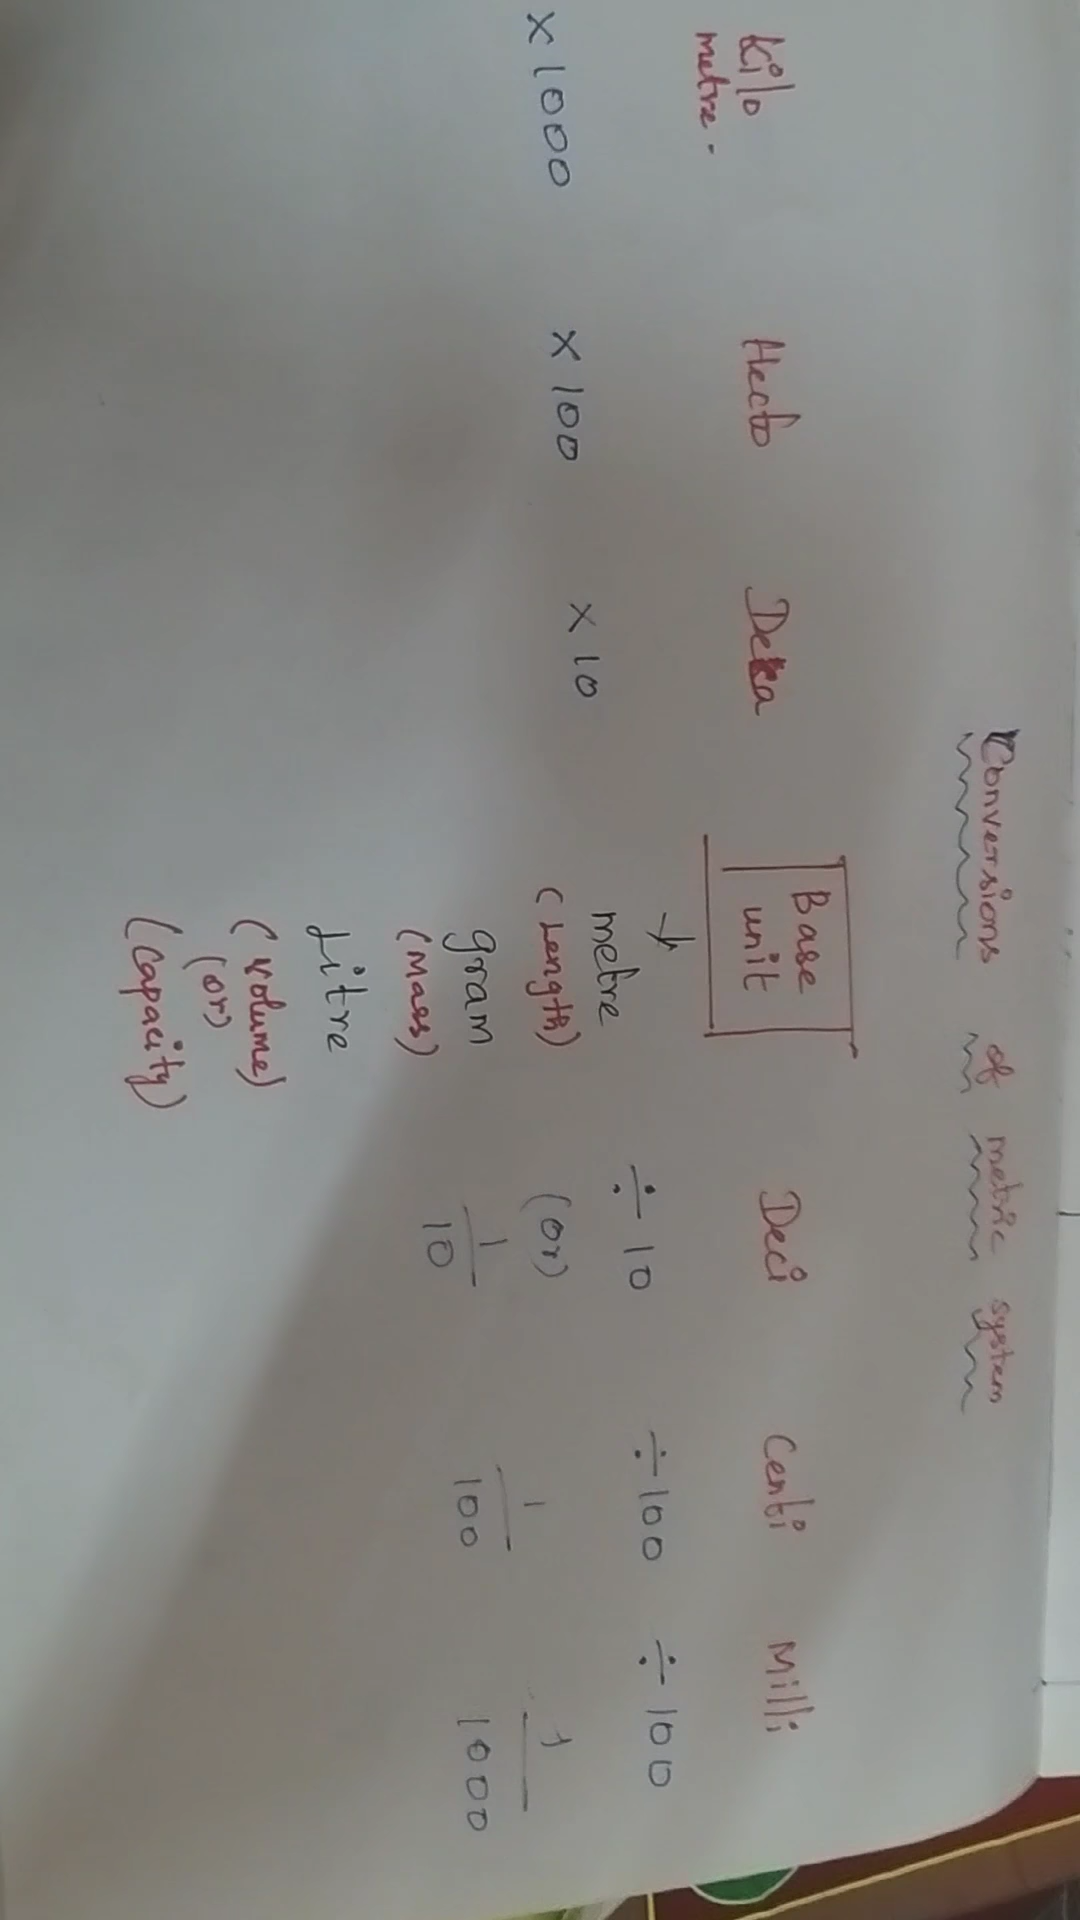 Conversions of metric system
Kilo Hecto Deka Base Deci Centi Milli
metre. unit
× 1000 × 100 × 10 metre ÷ 10 ÷ 100 ÷ 100
(Length) (or) 1/100 1/1000
gram 1/10
(Mass)
Litre
(volume)
(or)
(capacity)